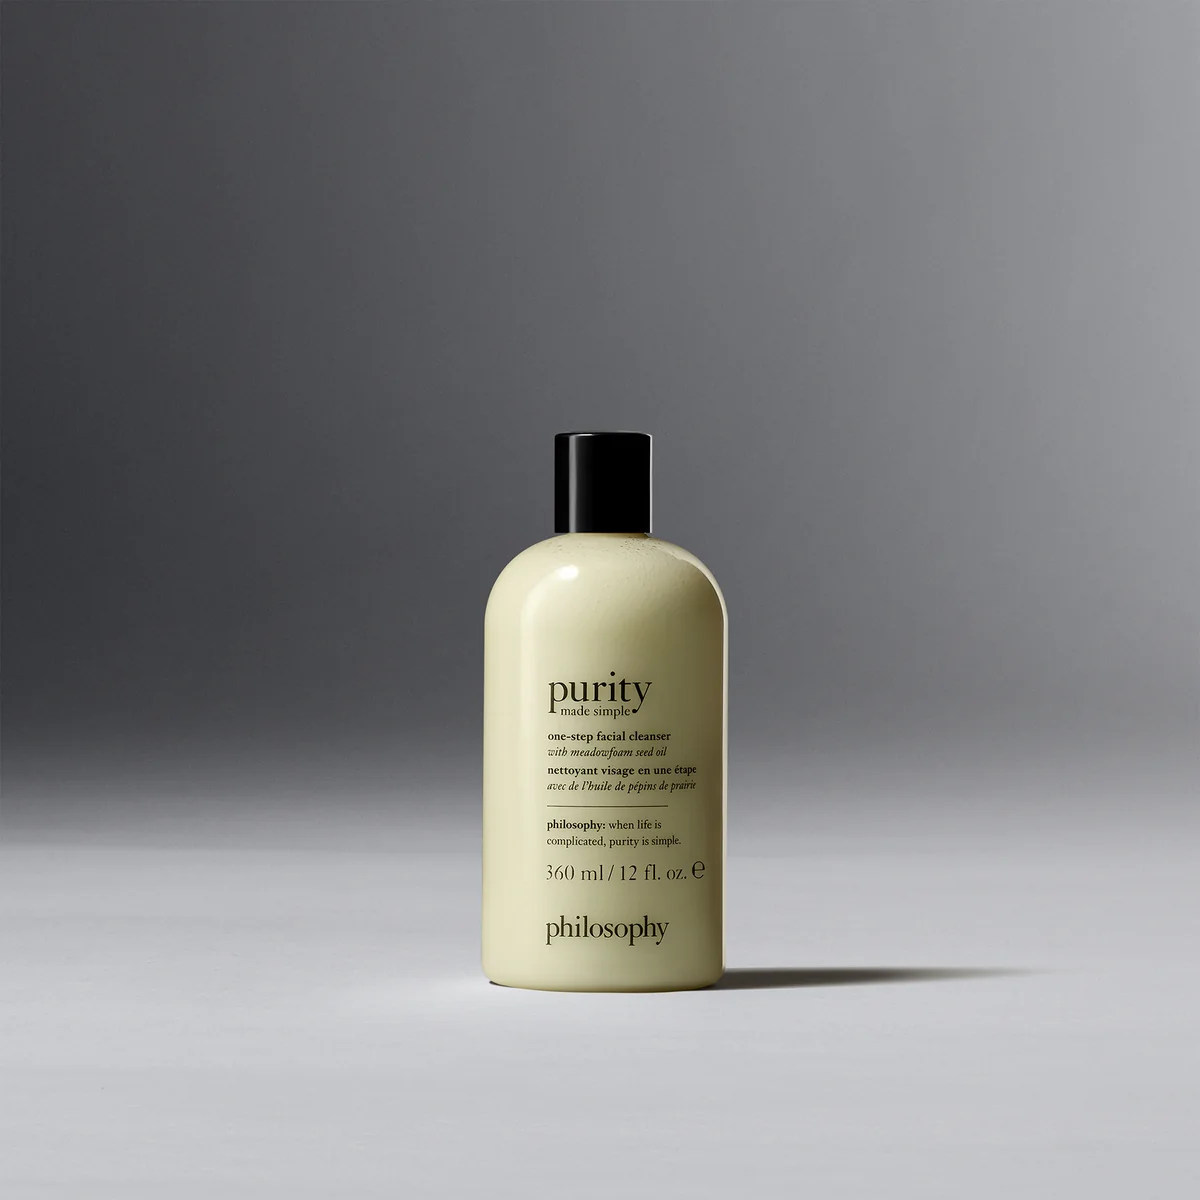 purity
made simple
one-step facial cleanser
with meadowfoam seed oil
nettoyant visage en une étape
avec de l'huile de pépins de prairie
philosophy: when life is
complicated, purity is simple.
360 ml / 12 fl. oz. ℮
philosophy